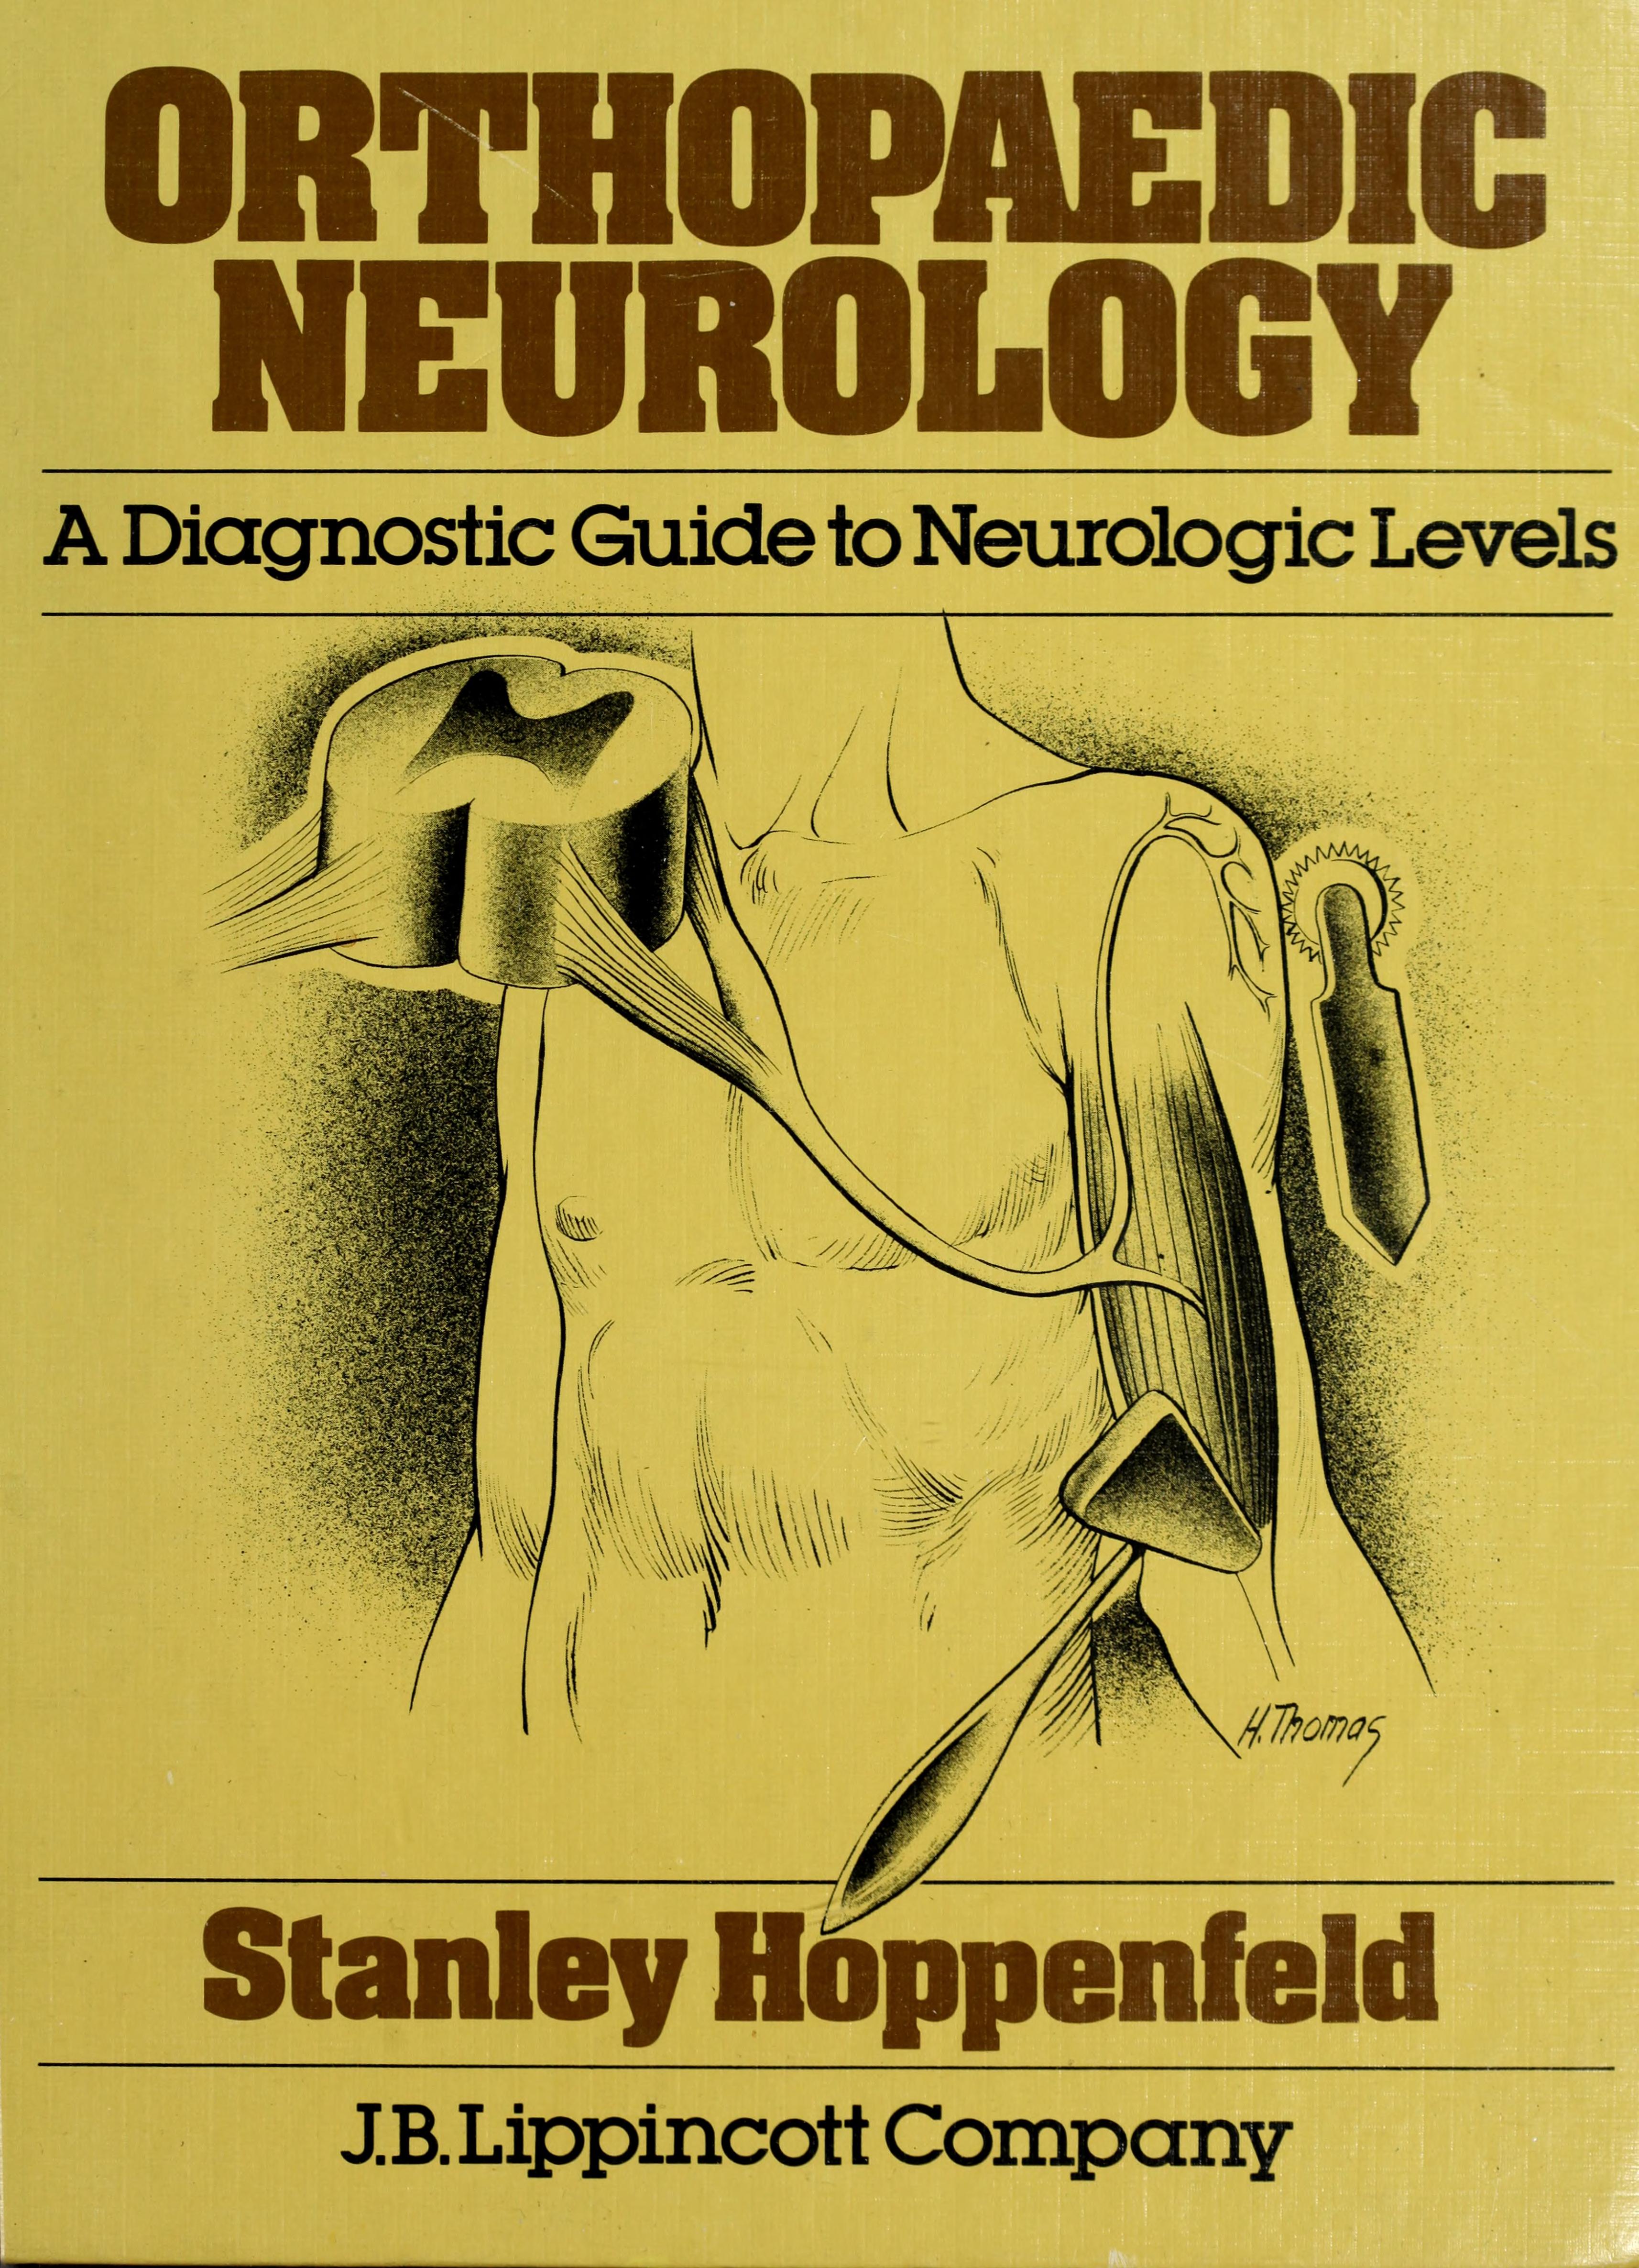 ORTHOPAEDIC
NEUROLOGY
A Diagnostic Guide to Neurologic Levels
H. Thomas
Stanley Hoppenfeld
J.B. Lippincott Company